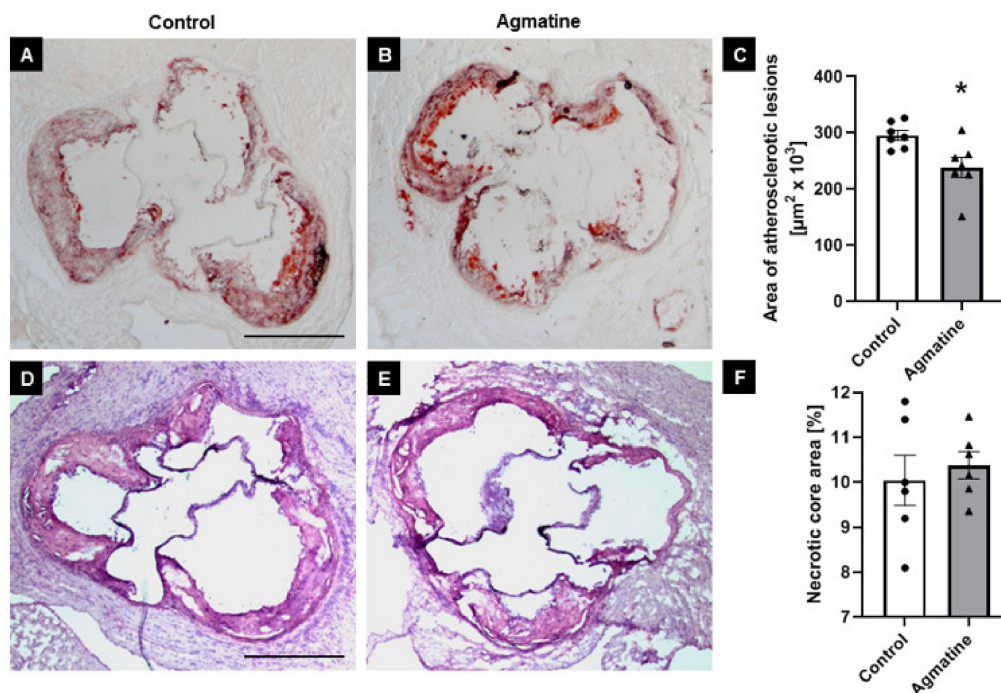 Control
Agmatine
A
B
C
Area of atherosclerotic lesions
[µm² x 10³]
400
300
200
100
0
*
Control
Agmatine
D
E
F
Necrotic core area [%]
12
11
10
9
8
7
Control
Agmatine